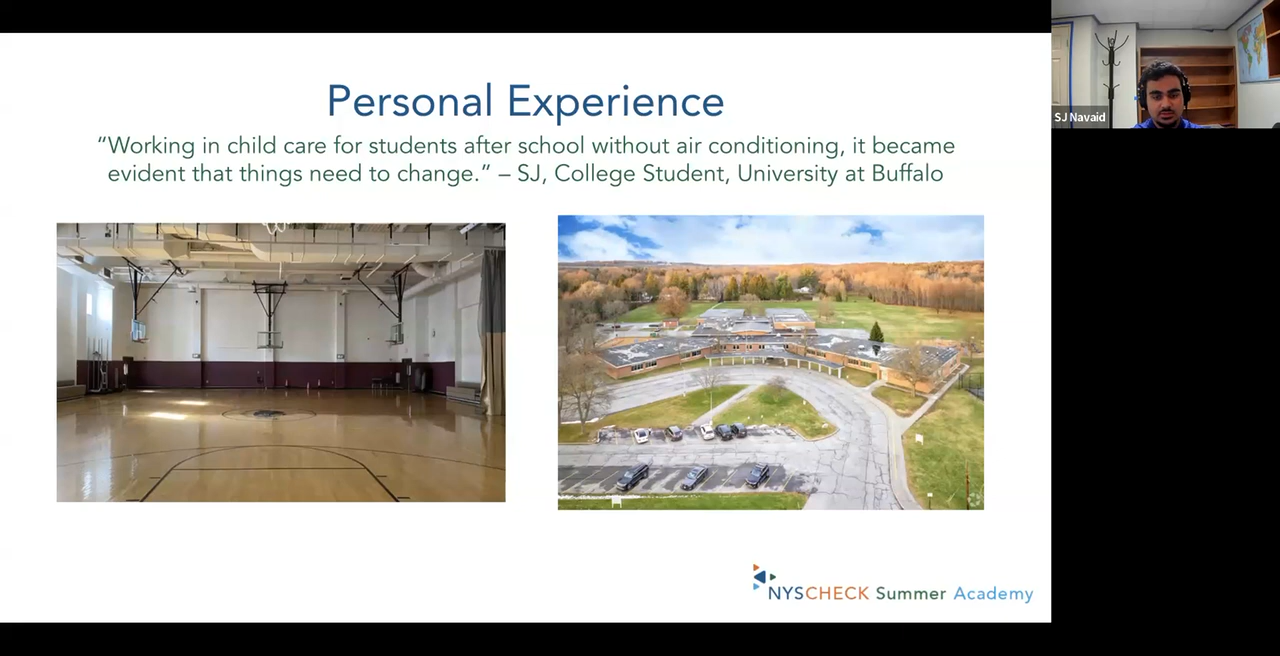 Personal Experience
“Working in child care for students after school without air conditioning, it became
evident that things need to change.” – SJ, College Student, University at Buffalo
NYSCHECK Summer Academy
SJ Navaid